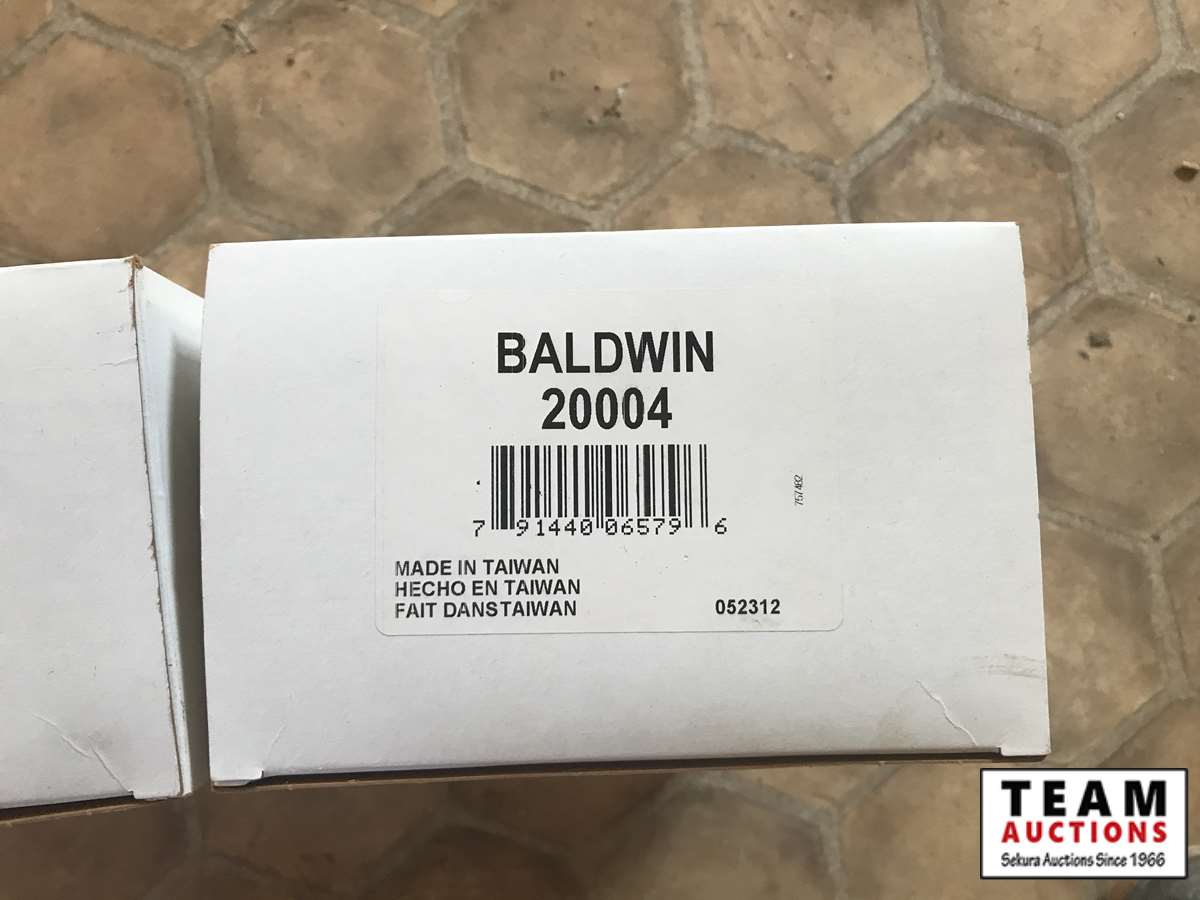 BALDWIN
20004
7 91440 06579 6
757482
MADE IN TAIWAN
HECHO EN TAIWAN
FAIT DANSTAIWAN
052312
TEAM
AUCTIONS
Sekura Auctions Since 1966